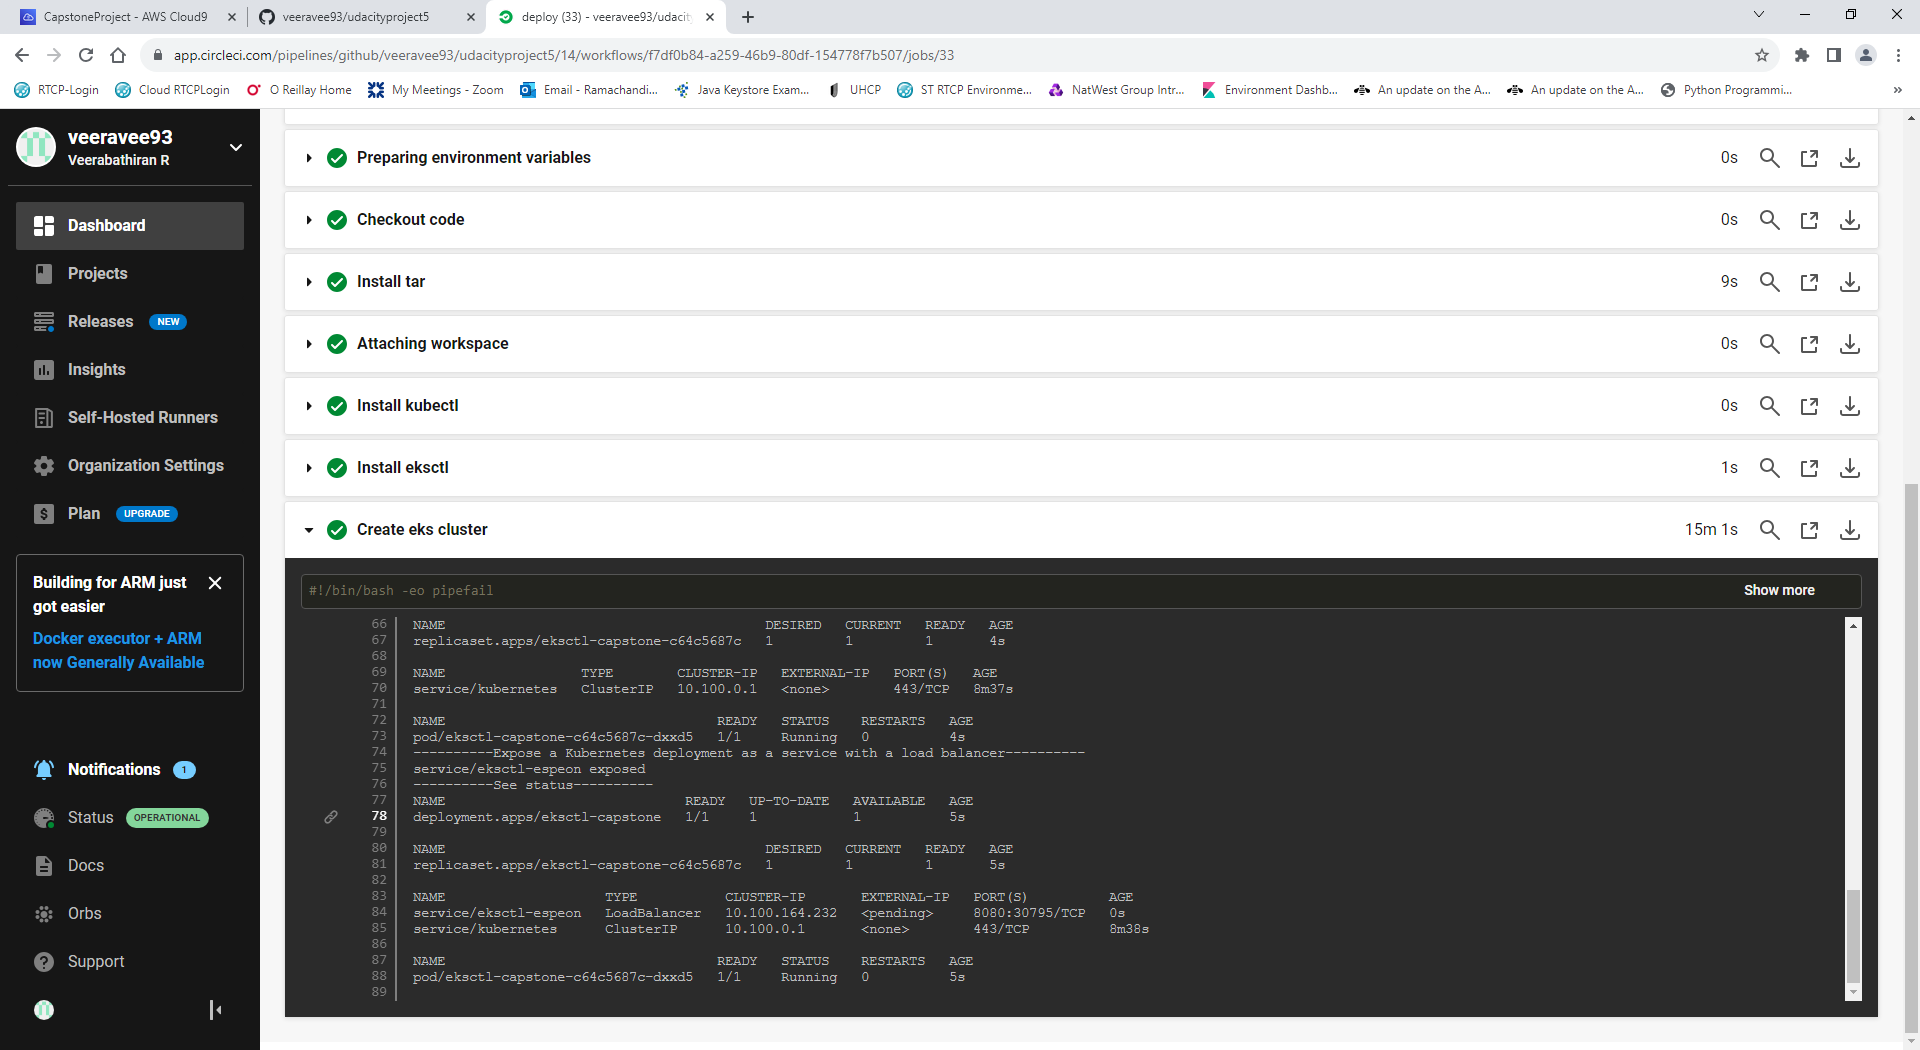 CapstoneProject - AWS Cloud9
veeravee93/udacityproject5
deploy (33) - veeravee93/udacity
app.circleci.com/pipelines/github/veeravee93/udacityproject5/14/workflows/f7df0b84-a259-46b9-80df-154778f7b507/jobs/33
RTCP-Login
Cloud RTCPLogin
O Reillay Home
My Meetings - Zoom
Email - Ramachandi...
Java Keystore Exam...
UHCP
ST RTCP Environme...
NatWest Group Intr...
Environment Dashb...
An update on the A...
An update on the A...
Python Programmi...
»
veeravee93
Veerabathiran R
Dashboard
Projects
Releases NEW
Insights
Self-Hosted Runners
Organization Settings
Plan UPGRADE
Building for ARM just
got easier
Docker executor + ARM
now Generally Available
Notifications 1
Status OPERATIONAL
Docs
Orbs
Support
Preparing environment variables 0s
Checkout code 0s
Install tar 9s
Attaching workspace 0s
Install kubectl 0s
Install eksctl 1s
Create eks cluster 15m 1s
#!/bin/bash -eo pipefail Show more
66 NAME DESIRED CURRENT READY AGE
67 replicaset.apps/eksctl-capstone-c64c5687c 1 1 1 4s
68
69 NAME TYPE CLUSTER-IP EXTERNAL-IP PORT(S) AGE
70 service/kubernetes ClusterIP 10.100.0.1 <none> 443/TCP 8m37s
71
72 NAME READY STATUS RESTARTS AGE
73 pod/eksctl-capstone-c64c5687c-dxxd5 1/1 Running 0 4s
74 ----------Expose a Kubernetes deployment as a service with a load balancer----------
75 service/eksctl-espeon exposed
76 ----------See status----------
77 NAME READY UP-TO-DATE AVAILABLE AGE
78 deployment.apps/eksctl-capstone 1/1 1 1 5s
79
80 NAME DESIRED CURRENT READY AGE
81 replicaset.apps/eksctl-capstone-c64c5687c 1 1 1 5s
82
83 NAME TYPE CLUSTER-IP EXTERNAL-IP PORT(S) AGE
84 service/eksctl-espeon LoadBalancer 10.100.164.232 <pending> 8080:30795/TCP 0s
85 service/kubernetes ClusterIP 10.100.0.1 <none> 443/TCP 8m38s
86
87 NAME READY STATUS RESTARTS AGE
88 pod/eksctl-capstone-c64c5687c-dxxd5 1/1 Running 0 5s
89